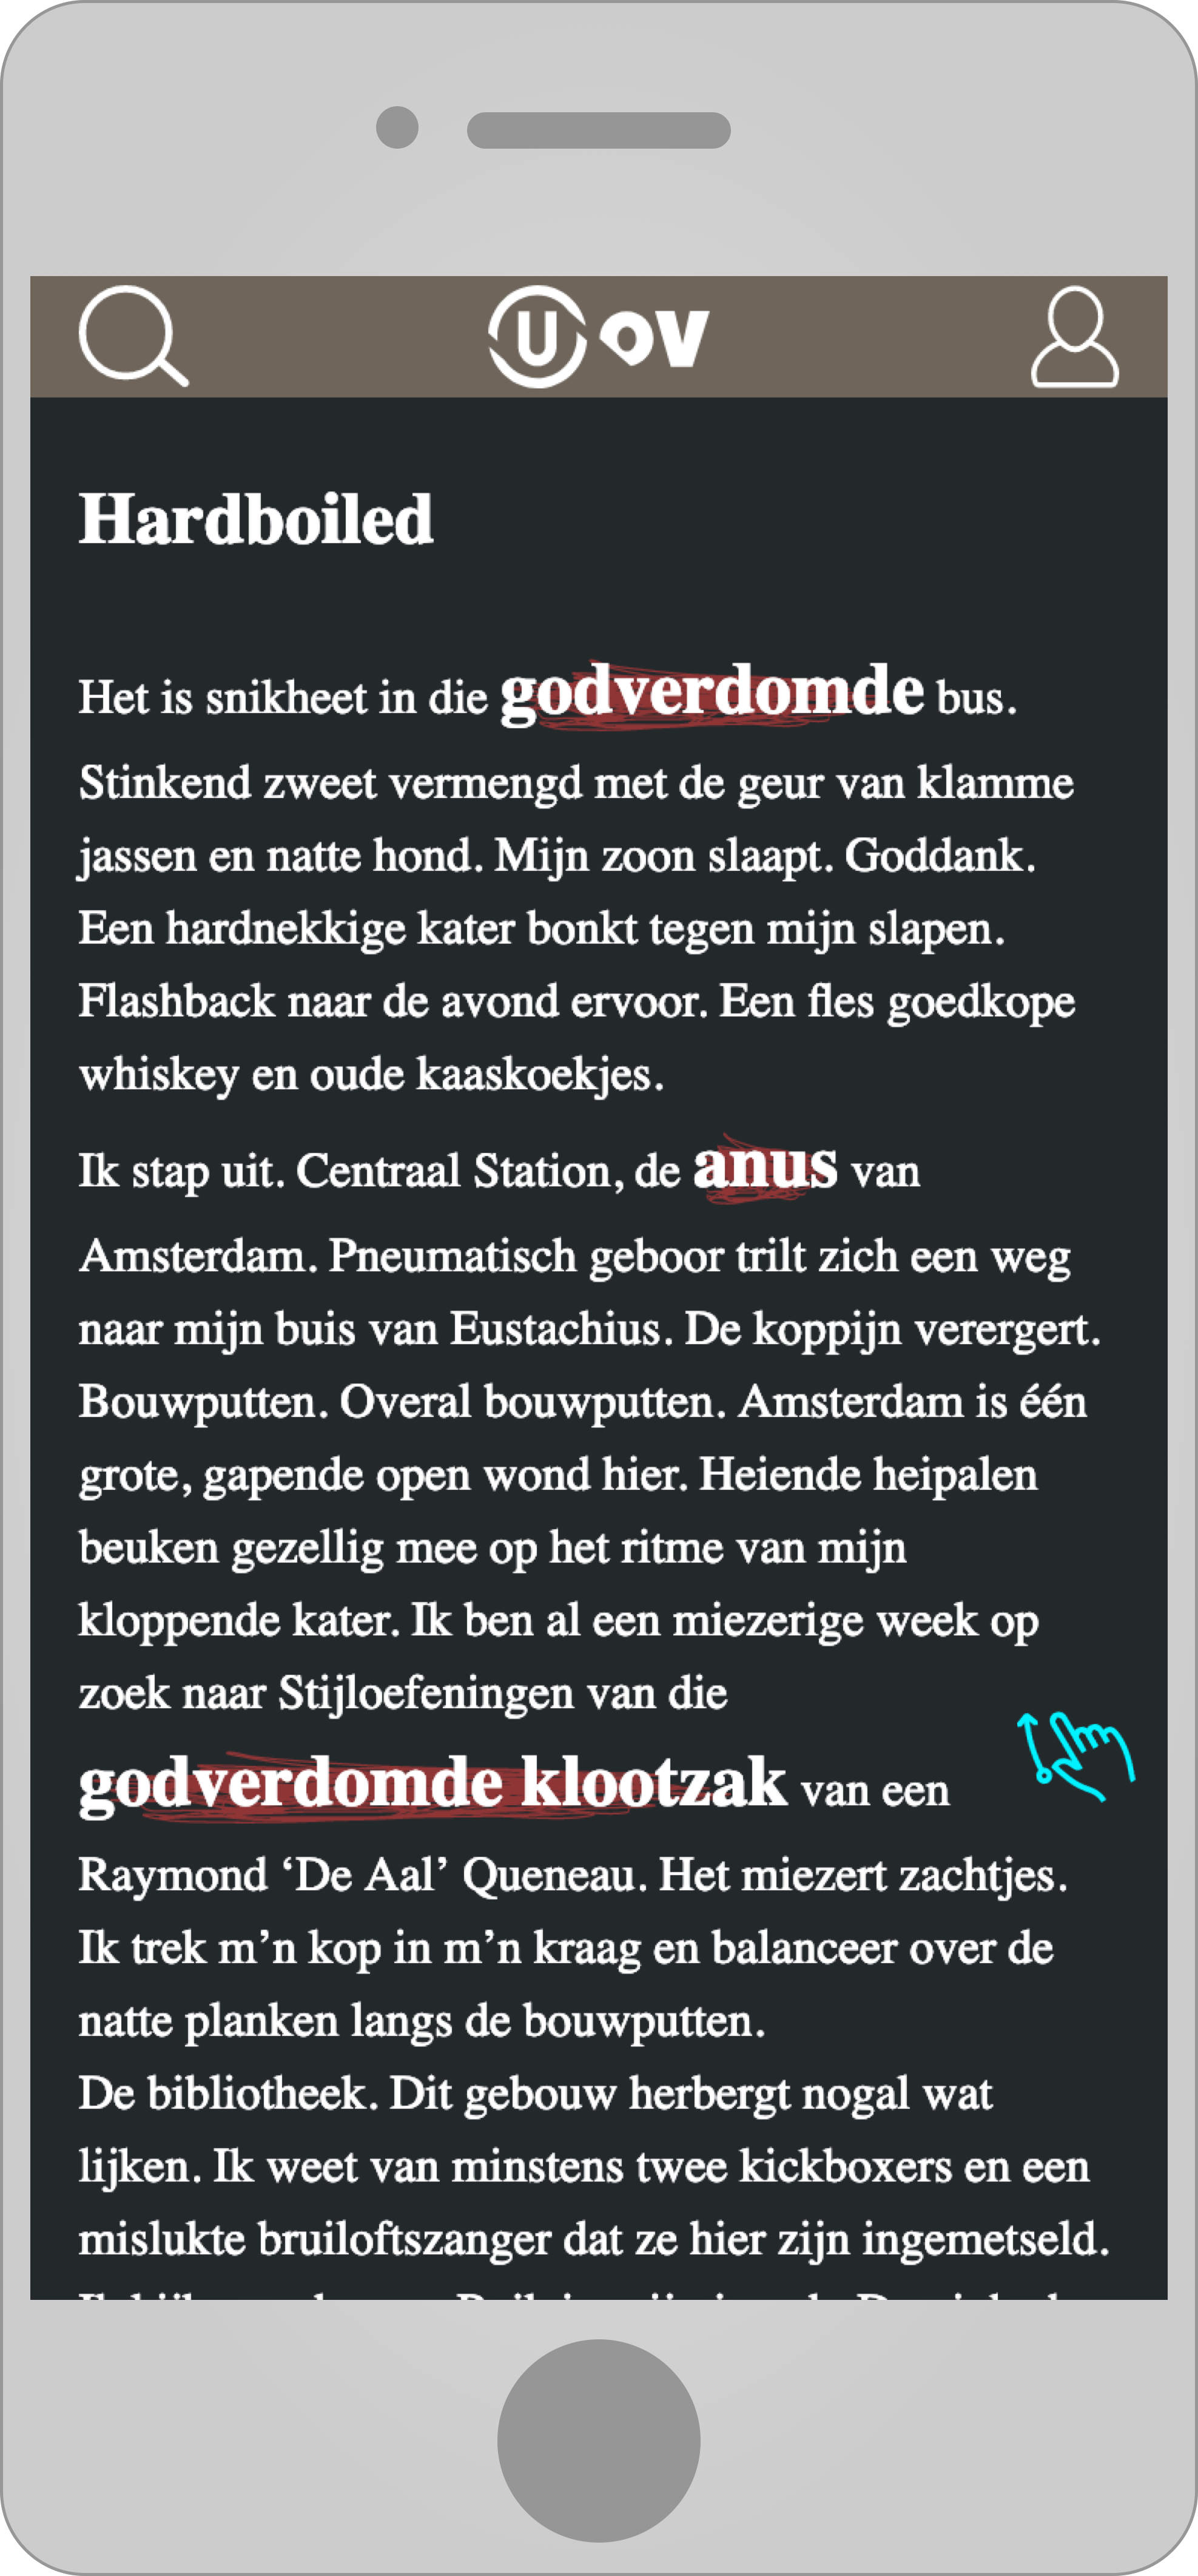 U OV
Hardboiled
Het is snikheet in die godverdomde bus.
Stinkend zweet vermengd met de geur van klamme
jassen en natte hond. Mijn zoon slaapt. Goddank.
Een hardnekkige kater bonkt tegen mijn slapen.
Flashback naar de avond ervoor. Een fles goedkope
whiskey en oude kaaskoekjes.
Ik stap uit. Centraal Station, de anus van
Amsterdam. Pneumatisch geboor trilt zich een weg
naar mijn buis van Eustachius. De koppijn verergert.
Bouwputten. Overal bouwputten. Amsterdam is één
grote, gapende open wond hier. Heiende heipalen
beuken gezellig mee op het ritme van mijn
kloppende kater. Ik ben al een miezerige week op
zoek naar Stijloefeningen van die
godverdomde klootzak van een
Raymond ‘De Aal’ Queneau. Het miezert zachtjes.
Ik trek m’n kop in m’n kraag en balanceer over de
natte planken langs de bouwputten.
De bibliotheek. Dit gebouw herbergt nogal wat
lijken. Ik weet van minstens twee kickboxers en een
mislukte bruiloftszanger dat ze hier zijn ingemetseld.